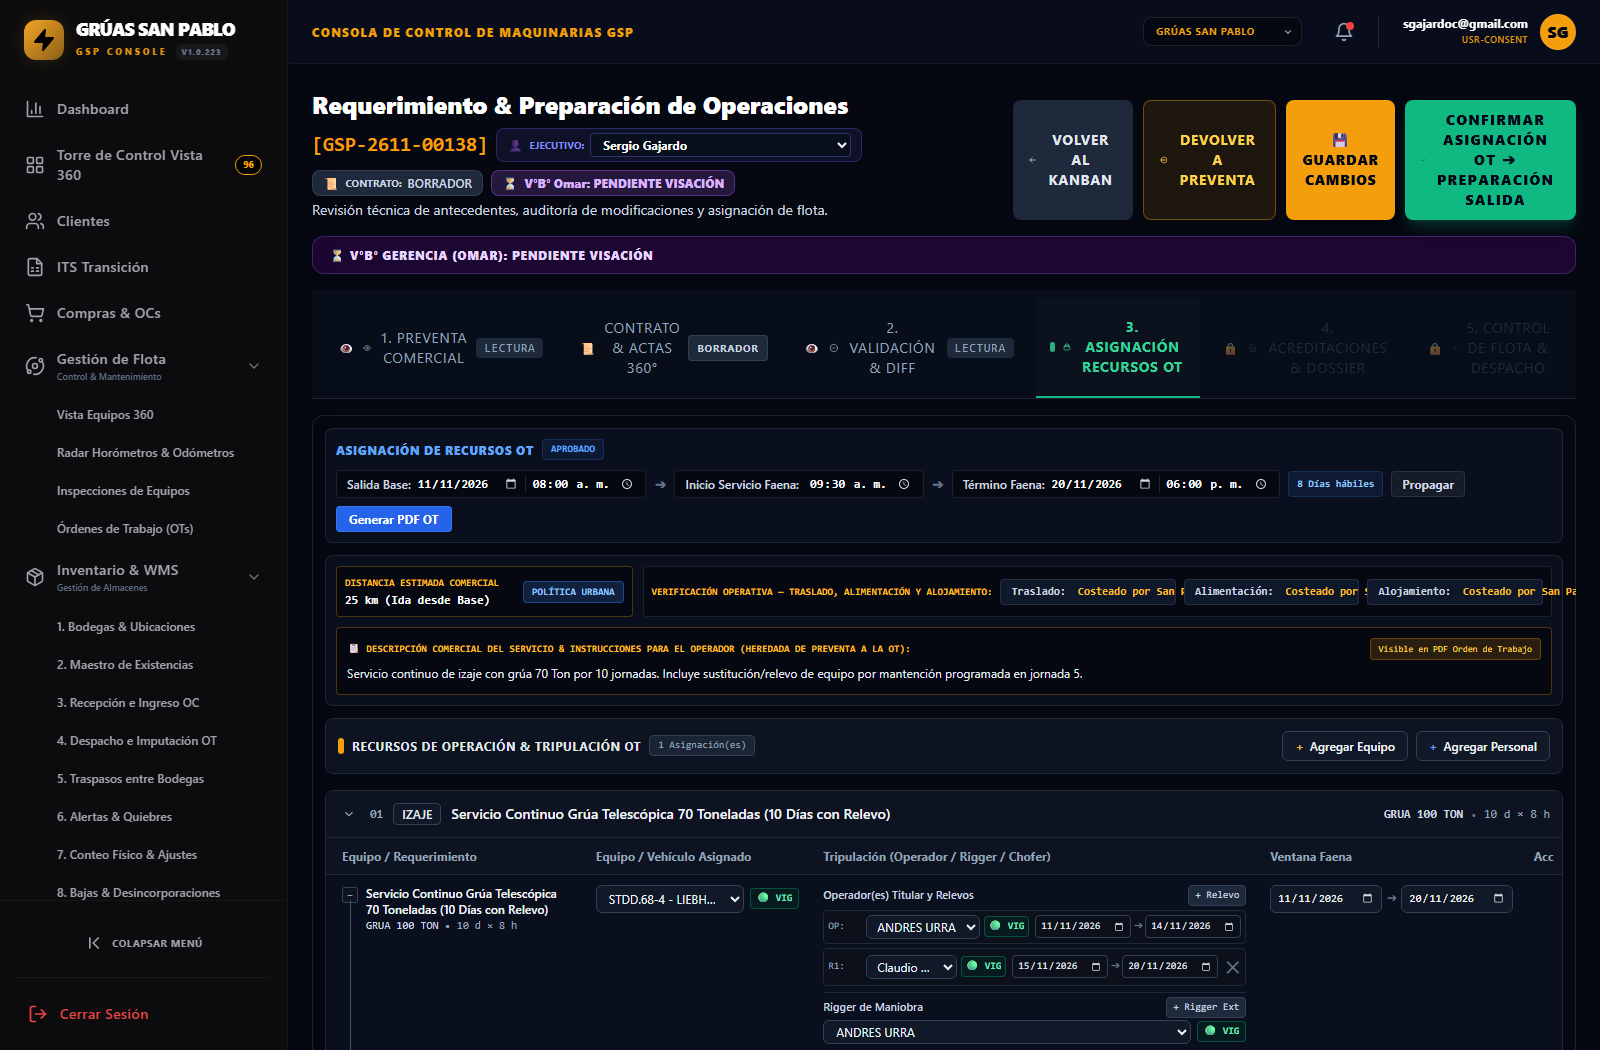 GRÚAS SAN PABLO
GSP CONSOLE V1.0.223
Dashboard
Torre de Control Vista 360
96
Clientes
ITS Transición
Compras & OCs
Gestión de Flota
Control & Mantenimiento
Vista Equipos 360
Radar Horómetros & Odómetros
Inspecciones de Equipos
Órdenes de Trabajo (OTs)
Inventario & WMS
Gestión de Almacenes
1. Bodegas & Ubicaciones
2. Maestro de Existencias
3. Recepción e Ingreso OC
4. Despacho e Imputación OT
5. Traspasos entre Bodegas
6. Alertas & Quiebres
7. Conteo Físico & Ajustes
8. Bajas & Desincorporaciones
COLAPSAR MENÚ
Cerrar Sesión
CONSOLA DE CONTROL DE MAQUINARIAS GSP
GRÚAS SAN PABLO
sgajardoc@gmail.com
USR-CONSENT
SG
Requerimiento & Preparación de Operaciones
[GSP-2611-00138] EJECUTIVO: Sergio Gajardo
CONTRATO: BORRADOR V°B° Omar: PENDIENTE VISACIÓN
Revisión técnica de antecedentes, auditoría de modificaciones y asignación de flota.
← VOLVER AL KANBAN
DEVOLVER A PREVENTA
GUARDAR CAMBIOS
CONFIRMAR ASIGNACIÓN OT → PREPARACIÓN SALIDA
V°B° GERENCIA (OMAR): PENDIENTE VISACIÓN
1. PREVENTA COMERCIAL LECTURA
CONTRATO & ACTAS 360° BORRADOR
2. VALIDACIÓN & DIFF LECTURA
3. ASIGNACIÓN RECURSOS OT
4. ACREDITACIONES & DOSSIER
5. CONTROL DE FLOTA & DESPACHO
ASIGNACIÓN DE RECURSOS OT APROBADO
Salida Base: 11/11/2026 08:00 a. m. → Inicio Servicio Faena: 09:30 a. m. → Término Faena: 20/11/2026 06:00 p. m. 8 Días hábiles Propagar
Generar PDF OT
DISTANCIA ESTIMADA COMERCIAL
25 km (Ida desde Base)
POLÍTICA URBANA
VERIFICACIÓN OPERATIVA — TRASLADO, ALIMENTACIÓN Y ALOJAMIENTO: Traslado: Costeado por San P Alimentación: Costeado por S Alojamiento: Costeado por San Pa
DESCRIPCIÓN COMERCIAL DEL SERVICIO & INSTRUCCIONES PARA EL OPERADOR (HEREDADA DE PREVENTA A LA OT): Visible en PDF Orden de Trabajo
Servicio continuo de izaje con grúa 70 Ton por 10 jornadas. Incluye sustitución/relevo de equipo por mantención programada en jornada 5.
RECURSOS DE OPERACIÓN & TRIPULACIÓN OT 1 Asignación(es) + Agregar Equipo + Agregar Personal
01 IZAJE Servicio Continuo Grúa Telescópica 70 Toneladas (10 Días con Relevo) GRUA 100 TON • 10 d × 8 h
Equipo / Requerimiento Equipo / Vehículo Asignado Tripulación (Operador / Rigger / Chofer) Ventana Faena Acc
Servicio Continuo Grúa Telescópica 70 Toneladas (10 Días con Relevo)
GRUA 100 TON • 10 d × 8 h
STDD.68-4 - LIEBH... VIG
Operador(es) Titular y Relevos + Relevo
OP: ANDRES URRA VIG 11/11/2026 → 14/11/2026
R1: Claudio ... VIG 15/11/2026 → 20/11/2026
Rigger de Maniobra + Rigger Ext
ANDRES URRA VIG
11/11/2026 → 20/11/2026